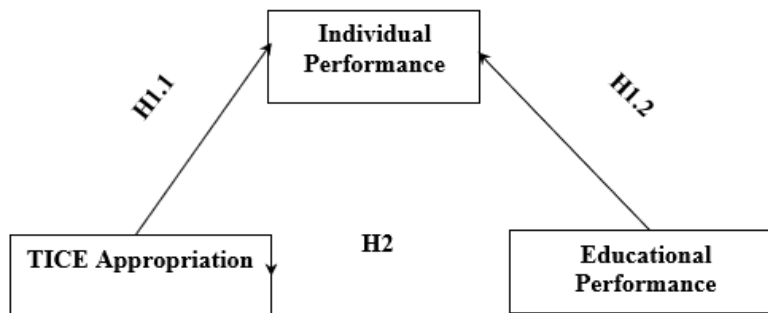 Individual
Performance
H1.1
H1.2
H2
TICE Appropriation
Educational
Performance